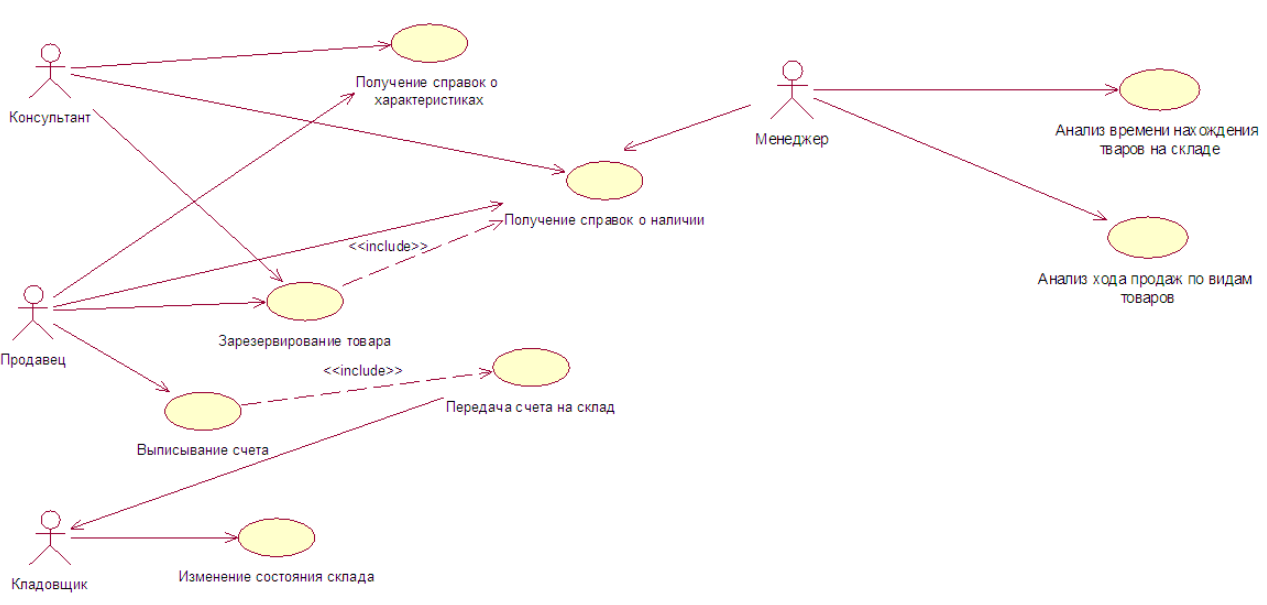 Получение справок о
характеристиках
Консультант
Менеджер
Анализ времени нахождения
тваров на складе
Получение справок о наличии
<<include>>
Анализ хода продаж по видам
товаров
Зарезервирование товара
Продавец
<<include>>
Передача счета на склад
Выписывание счета
Изменение состояния склада
Кладовщик